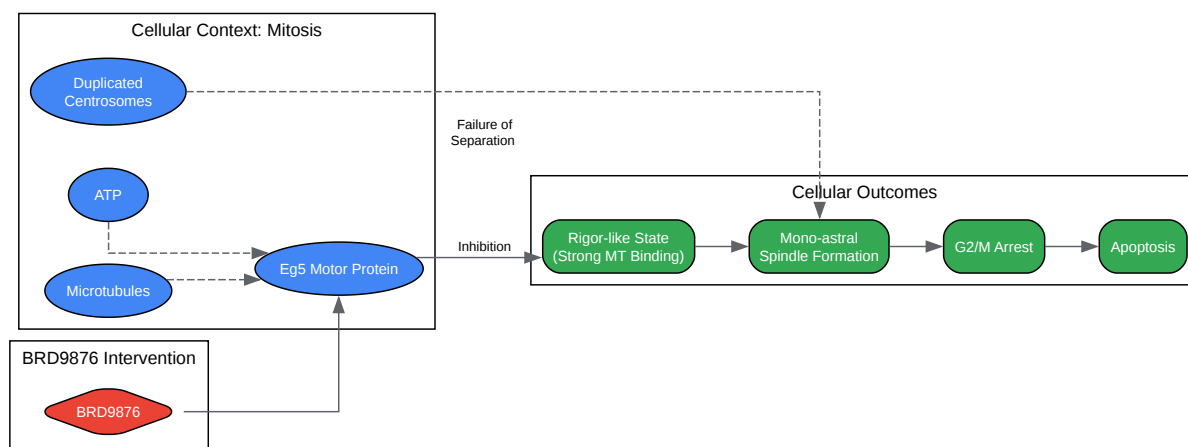 Cellular Context: Mitosis
Duplicated
Centrosomes
Failure of
Separation
ATP
Cellular Outcomes
Microtubules
Eg5 Motor Protein
Inhibition
Rigor-like State
(Strong MT Binding)
Mono-astral
Spindle Formation
G2/M Arrest
Apoptosis
BRD9876 Intervention
BRD9876